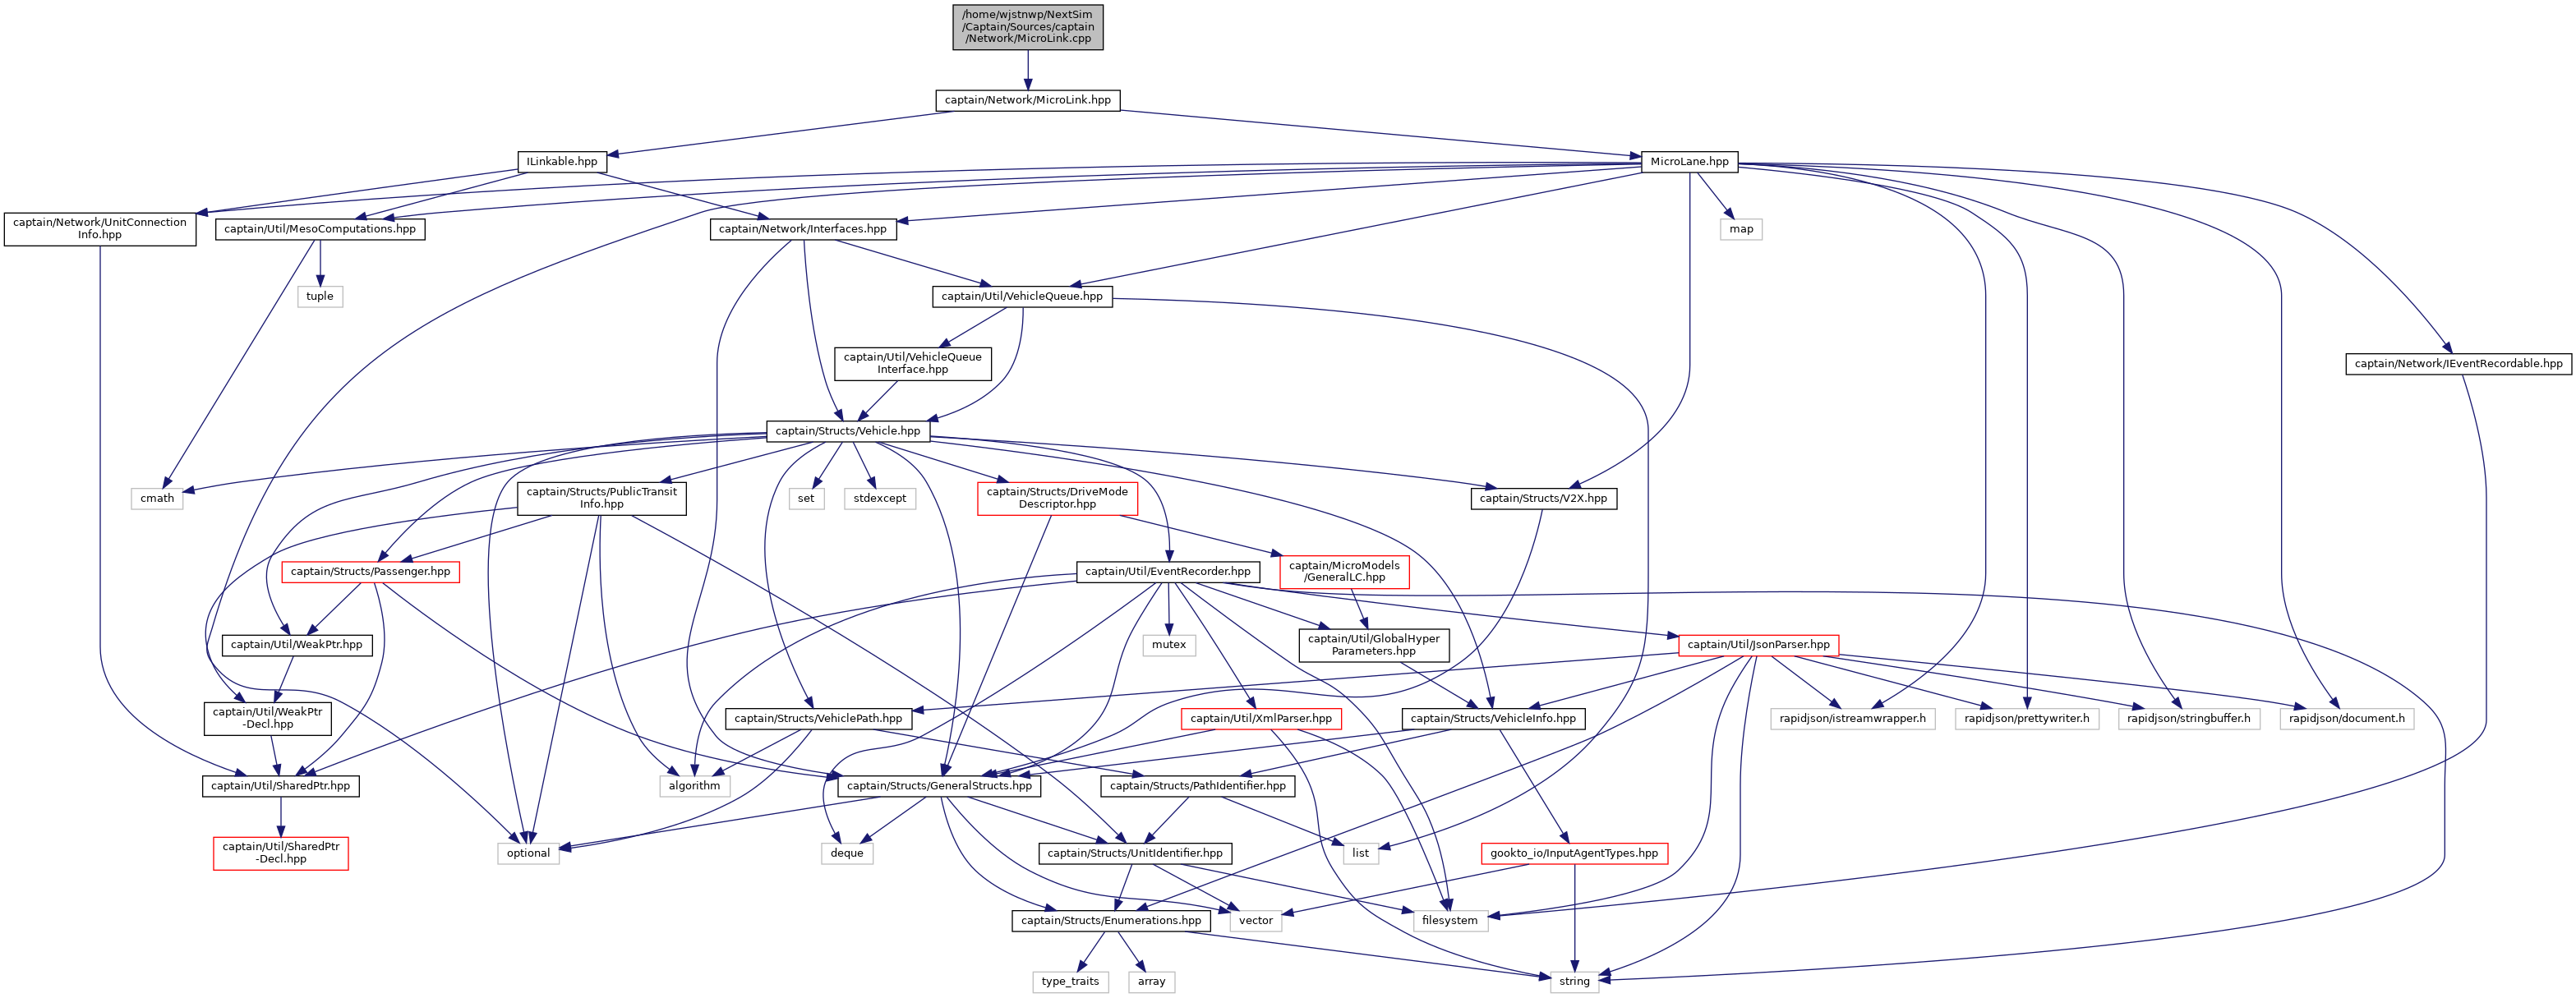 /home/wjstnwp/NextSim
/Captain/Sources/captain
/Network/MicroLink.cpp
captain/Network/MicroLink.hpp
ILinkable.hpp
MicroLane.hpp
captain/Network/UnitConnection
Info.hpp
captain/Util/MesoComputations.hpp
captain/Network/Interfaces.hpp
map
tuple
captain/Util/VehicleQueue.hpp
captain/Util/VehicleQueue
Interface.hpp
captain/Network/IEventRecordable.hpp
captain/Structs/Vehicle.hpp
cmath
captain/Structs/PublicTransit
Info.hpp
set
stdexcept
captain/Structs/DriveMode
Descriptor.hpp
captain/Structs/V2X.hpp
captain/Structs/Passenger.hpp
captain/Util/EventRecorder.hpp
captain/MicroModels
/GeneralLC.hpp
captain/Util/WeakPtr.hpp
mutex
captain/Util/GlobalHyper
Parameters.hpp
captain/Util/JsonParser.hpp
captain/Util/WeakPtr
-Decl.hpp
captain/Structs/VehiclePath.hpp
captain/Util/XmlParser.hpp
captain/Structs/VehicleInfo.hpp
rapidjson/istreamwrapper.h
rapidjson/prettywriter.h
rapidjson/stringbuffer.h
rapidjson/document.h
captain/Util/SharedPtr.hpp
algorithm
captain/Structs/GeneralStructs.hpp
captain/Structs/PathIdentifier.hpp
captain/Util/SharedPtr
-Decl.hpp
optional
deque
captain/Structs/UnitIdentifier.hpp
list
gookto_io/InputAgentTypes.hpp
captain/Structs/Enumerations.hpp
vector
filesystem
type_traits
array
string